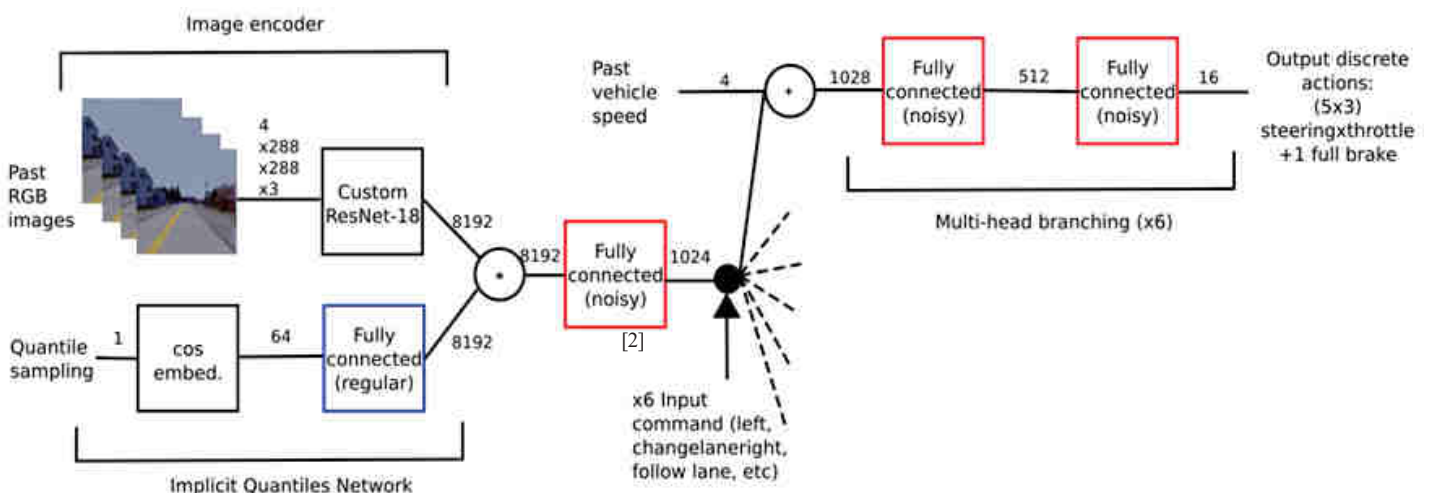 Image encoder
Past
RGB
images
4
x288
x288
x3
Custom
ResNet-18
8192
Quantile
sampling
1
cos
embed.
64
Fully
connected
(regular)
8192
Implicit Quantiles Network
*
8192
Fully
connected
(noisy)
[2]
1024
x6 Input
command (left,
changelaneright,
follow lane, etc)
Past
vehicle
speed
4
+
1028
Fully
connected
(noisy)
512
Fully
connected
(noisy)
16
Multi-head branching (x6)
Output discrete
actions:
(5x3)
steeringxthrottle
+1 full brake